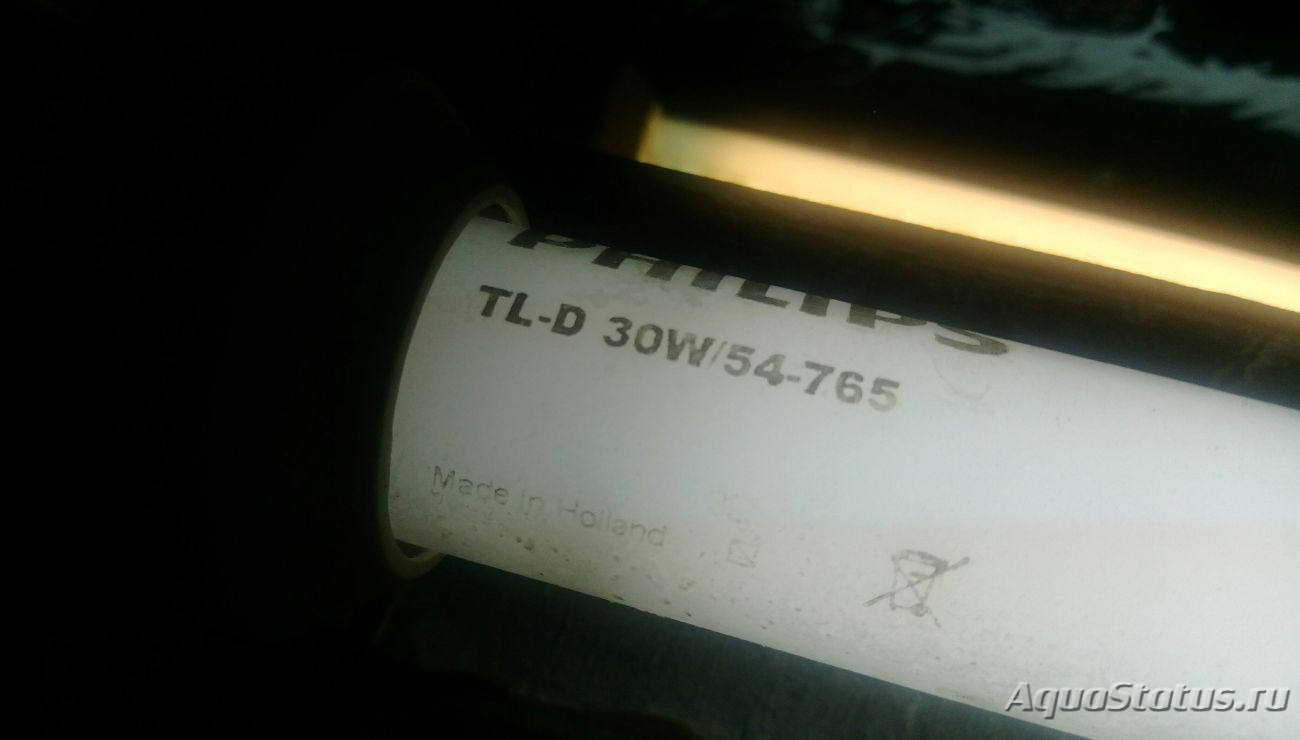 PHILIPS
TL-D 30W/54-765
Made in Holland
AquaStatus.ru